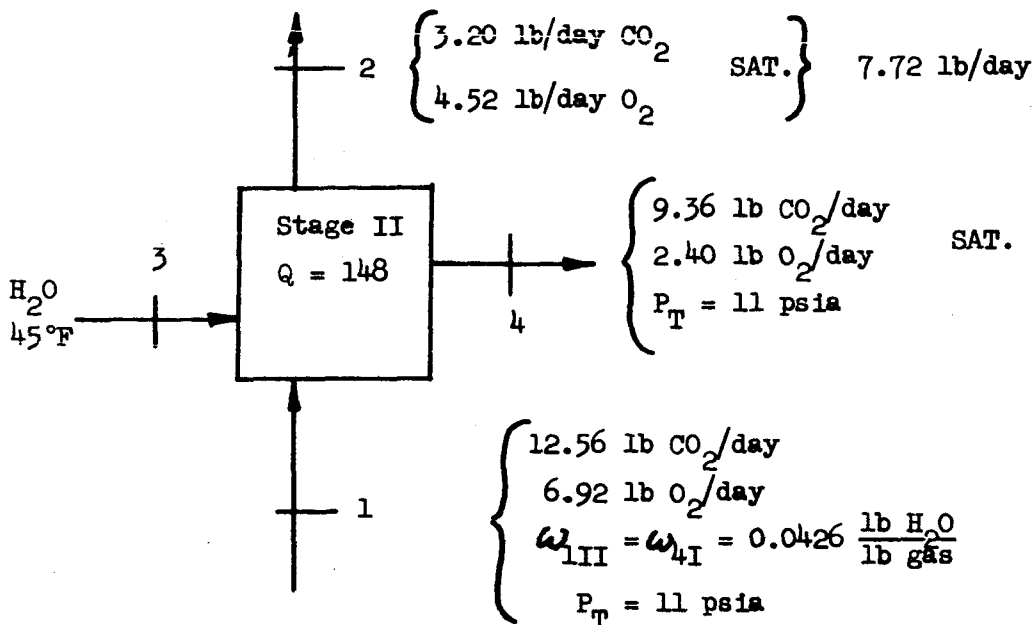 2
3.20 lb/day CO2
4.52 lb/day O2
SAT.
7.72 lb/day
Stage II
Q = 148
3
H2O
45°F
4
9.36 lb CO2/day
2.40 lb O2/day
PT = 11 psia
SAT.
1
12.56 lb CO2/day
6.92 lb O2/day
ω1II = ω4I = 0.0426 lb H2O / lb gas
PT = 11 psia